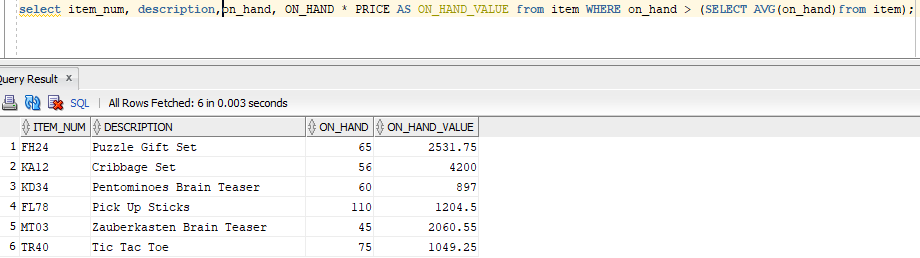 select item_num, description,on_hand, ON_HAND * PRICE AS ON_HAND_VALUE from item WHERE on_hand > (SELECT AVG(on_hand)from item);
Query Result x
SQL | All Rows Fetched: 6 in 0.003 seconds
ITEM_NUM DESCRIPTION ON_HAND ON_HAND_VALUE
1 FH24 Puzzle Gift Set 65 2531.75
2 KA12 Cribbage Set 56 4200
3 KD34 Pentominoes Brain Teaser 60 897
4 FL78 Pick Up Sticks 110 1204.5
5 MT03 Zauberkasten Brain Teaser 45 2060.55
6 TR40 Tic Tac Toe 75 1049.25